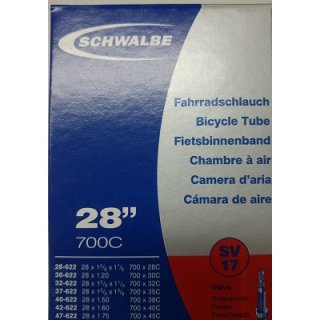 SCHWALBE
Fahrradschlauch
Bicycle Tube
Fietsbinnenband
Chambre à air
Camera d'aria
Cámara de aire
28"
700C
SV
17
28-622 28 x 1⅝ x 1⅛ 700 x 28C
30-622 28 x 1.20 700 x 30C
32-622 28 x 1⅝ x 1¼ 700 x 32C
37-622 28 x 1⅝ x 1⅜ 700 x 35C
40-622 28 x 1.50 700 x 38C
42-622 28 x 1.60 700 x 40C
47-622 28 x 1.75 700 x 45C
Valve
Presta